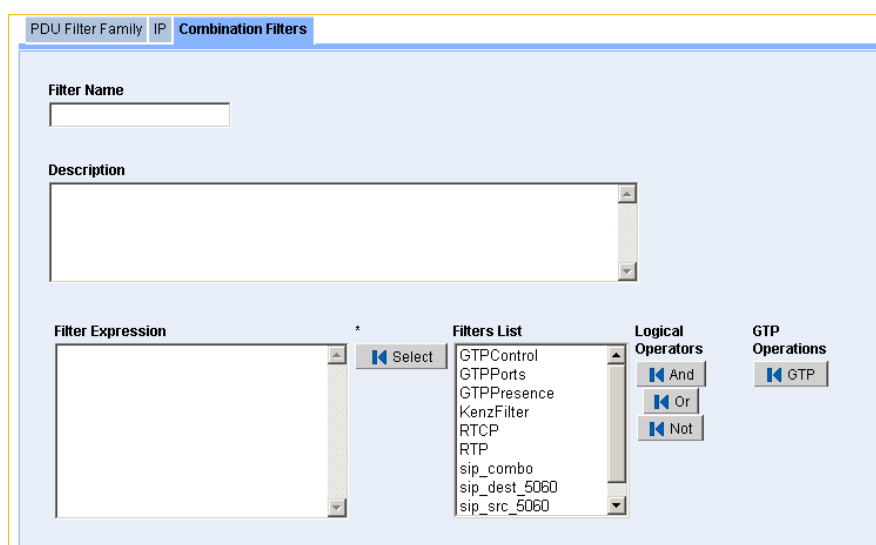 PDU Filter Family IP Combination Filters
Filter Name
Description
Filter Expression * Filters List Logical Operators GTP Operations
Select
GTPControl
GTPPorts
GTPPresence
KenzFilter
RTCP
RTP
sip_combo
sip_dest_5060
sip_src_5060
And
Or
Not
GTP